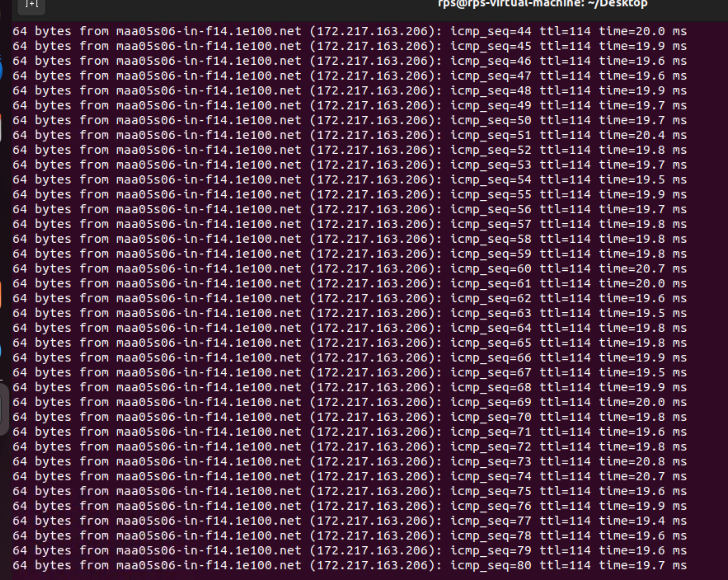 rps@rps-virtual-machine: ~/Desktop
64 bytes from maa05s06-in-f14.1e100.net (172.217.163.206): icmp_seq=44 ttl=114 time=20.0 ms
64 bytes from maa05s06-in-f14.1e100.net (172.217.163.206): icmp_seq=45 ttl=114 time=19.9 ms
64 bytes from maa05s06-in-f14.1e100.net (172.217.163.206): icmp_seq=46 ttl=114 time=19.6 ms
64 bytes from maa05s06-in-f14.1e100.net (172.217.163.206): icmp_seq=47 ttl=114 time=19.6 ms
64 bytes from maa05s06-in-f14.1e100.net (172.217.163.206): icmp_seq=48 ttl=114 time=19.9 ms
64 bytes from maa05s06-in-f14.1e100.net (172.217.163.206): icmp_seq=49 ttl=114 time=19.7 ms
64 bytes from maa05s06-in-f14.1e100.net (172.217.163.206): icmp_seq=50 ttl=114 time=19.7 ms
64 bytes from maa05s06-in-f14.1e100.net (172.217.163.206): icmp_seq=51 ttl=114 time=20.4 ms
64 bytes from maa05s06-in-f14.1e100.net (172.217.163.206): icmp_seq=52 ttl=114 time=19.8 ms
64 bytes from maa05s06-in-f14.1e100.net (172.217.163.206): icmp_seq=53 ttl=114 time=19.7 ms
64 bytes from maa05s06-in-f14.1e100.net (172.217.163.206): icmp_seq=54 ttl=114 time=19.5 ms
64 bytes from maa05s06-in-f14.1e100.net (172.217.163.206): icmp_seq=55 ttl=114 time=19.9 ms
64 bytes from maa05s06-in-f14.1e100.net (172.217.163.206): icmp_seq=56 ttl=114 time=19.7 ms
64 bytes from maa05s06-in-f14.1e100.net (172.217.163.206): icmp_seq=57 ttl=114 time=19.8 ms
64 bytes from maa05s06-in-f14.1e100.net (172.217.163.206): icmp_seq=58 ttl=114 time=19.8 ms
64 bytes from maa05s06-in-f14.1e100.net (172.217.163.206): icmp_seq=59 ttl=114 time=19.8 ms
64 bytes from maa05s06-in-f14.1e100.net (172.217.163.206): icmp_seq=60 ttl=114 time=20.7 ms
64 bytes from maa05s06-in-f14.1e100.net (172.217.163.206): icmp_seq=61 ttl=114 time=20.0 ms
64 bytes from maa05s06-in-f14.1e100.net (172.217.163.206): icmp_seq=62 ttl=114 time=19.6 ms
64 bytes from maa05s06-in-f14.1e100.net (172.217.163.206): icmp_seq=63 ttl=114 time=19.5 ms
64 bytes from maa05s06-in-f14.1e100.net (172.217.163.206): icmp_seq=64 ttl=114 time=19.8 ms
64 bytes from maa05s06-in-f14.1e100.net (172.217.163.206): icmp_seq=65 ttl=114 time=19.8 ms
64 bytes from maa05s06-in-f14.1e100.net (172.217.163.206): icmp_seq=66 ttl=114 time=19.9 ms
64 bytes from maa05s06-in-f14.1e100.net (172.217.163.206): icmp_seq=67 ttl=114 time=19.5 ms
64 bytes from maa05s06-in-f14.1e100.net (172.217.163.206): icmp_seq=68 ttl=114 time=19.9 ms
64 bytes from maa05s06-in-f14.1e100.net (172.217.163.206): icmp_seq=69 ttl=114 time=20.0 ms
64 bytes from maa05s06-in-f14.1e100.net (172.217.163.206): icmp_seq=70 ttl=114 time=19.8 ms
64 bytes from maa05s06-in-f14.1e100.net (172.217.163.206): icmp_seq=71 ttl=114 time=19.6 ms
64 bytes from maa05s06-in-f14.1e100.net (172.217.163.206): icmp_seq=72 ttl=114 time=19.8 ms
64 bytes from maa05s06-in-f14.1e100.net (172.217.163.206): icmp_seq=73 ttl=114 time=20.8 ms
64 bytes from maa05s06-in-f14.1e100.net (172.217.163.206): icmp_seq=74 ttl=114 time=20.7 ms
64 bytes from maa05s06-in-f14.1e100.net (172.217.163.206): icmp_seq=75 ttl=114 time=19.6 ms
64 bytes from maa05s06-in-f14.1e100.net (172.217.163.206): icmp_seq=76 ttl=114 time=19.9 ms
64 bytes from maa05s06-in-f14.1e100.net (172.217.163.206): icmp_seq=77 ttl=114 time=19.4 ms
64 bytes from maa05s06-in-f14.1e100.net (172.217.163.206): icmp_seq=78 ttl=114 time=19.6 ms
64 bytes from maa05s06-in-f14.1e100.net (172.217.163.206): icmp_seq=79 ttl=114 time=19.6 ms
64 bytes from maa05s06-in-f14.1e100.net (172.217.163.206): icmp_seq=80 ttl=114 time=19.7 ms